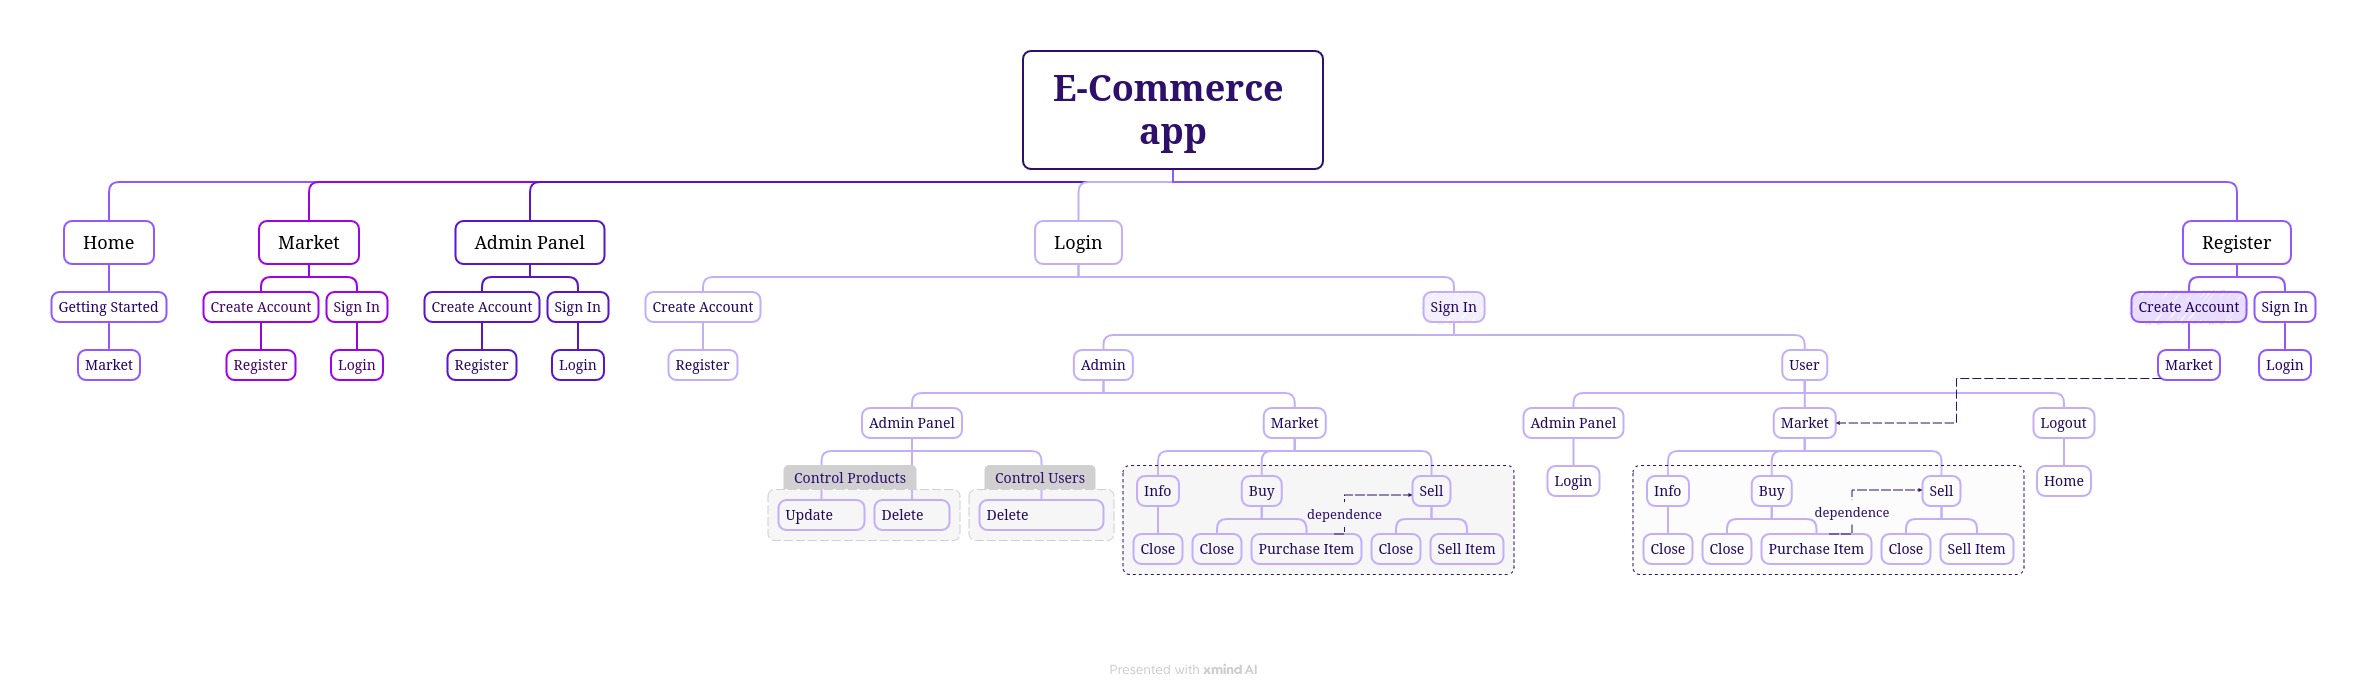 E-Commerce
app
Home
Market
Admin Panel
Login
Register
Getting Started
Create Account
Sign In
Create Account
Sign In
Create Account
Sign In
Create Account
Sign In
Market
Register
Login
Register
Login
Register
Admin
User
Market
Login
Admin Panel
Market
Admin Panel
Market
Logout
Control Products
Control Users
Info
Buy
Sell
Login
Info
Buy
Sell
Home
Update
Delete
Delete
dependence
dependence
Close
Close
Purchase Item
Close
Sell Item
Close
Close
Purchase Item
Close
Sell Item
Presented with xmind AI